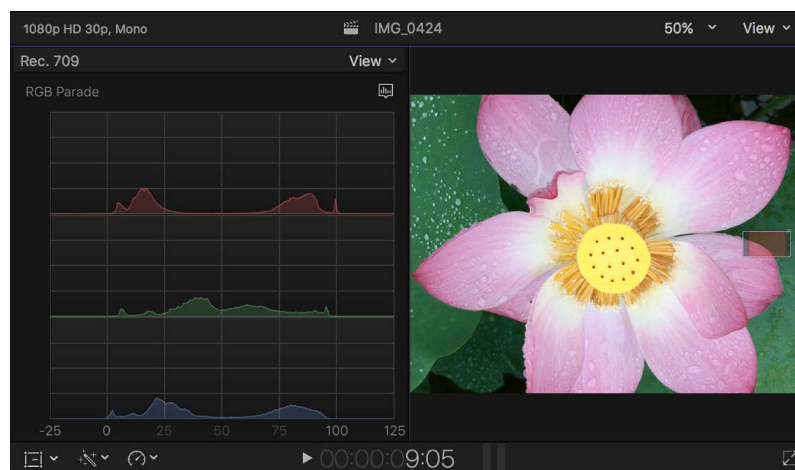 1080p HD 30p, Mono
IMG_0424
50%
View
Rec. 709
View
RGB Parade
-25 0 25 50 75 100 125
00:00:09:05